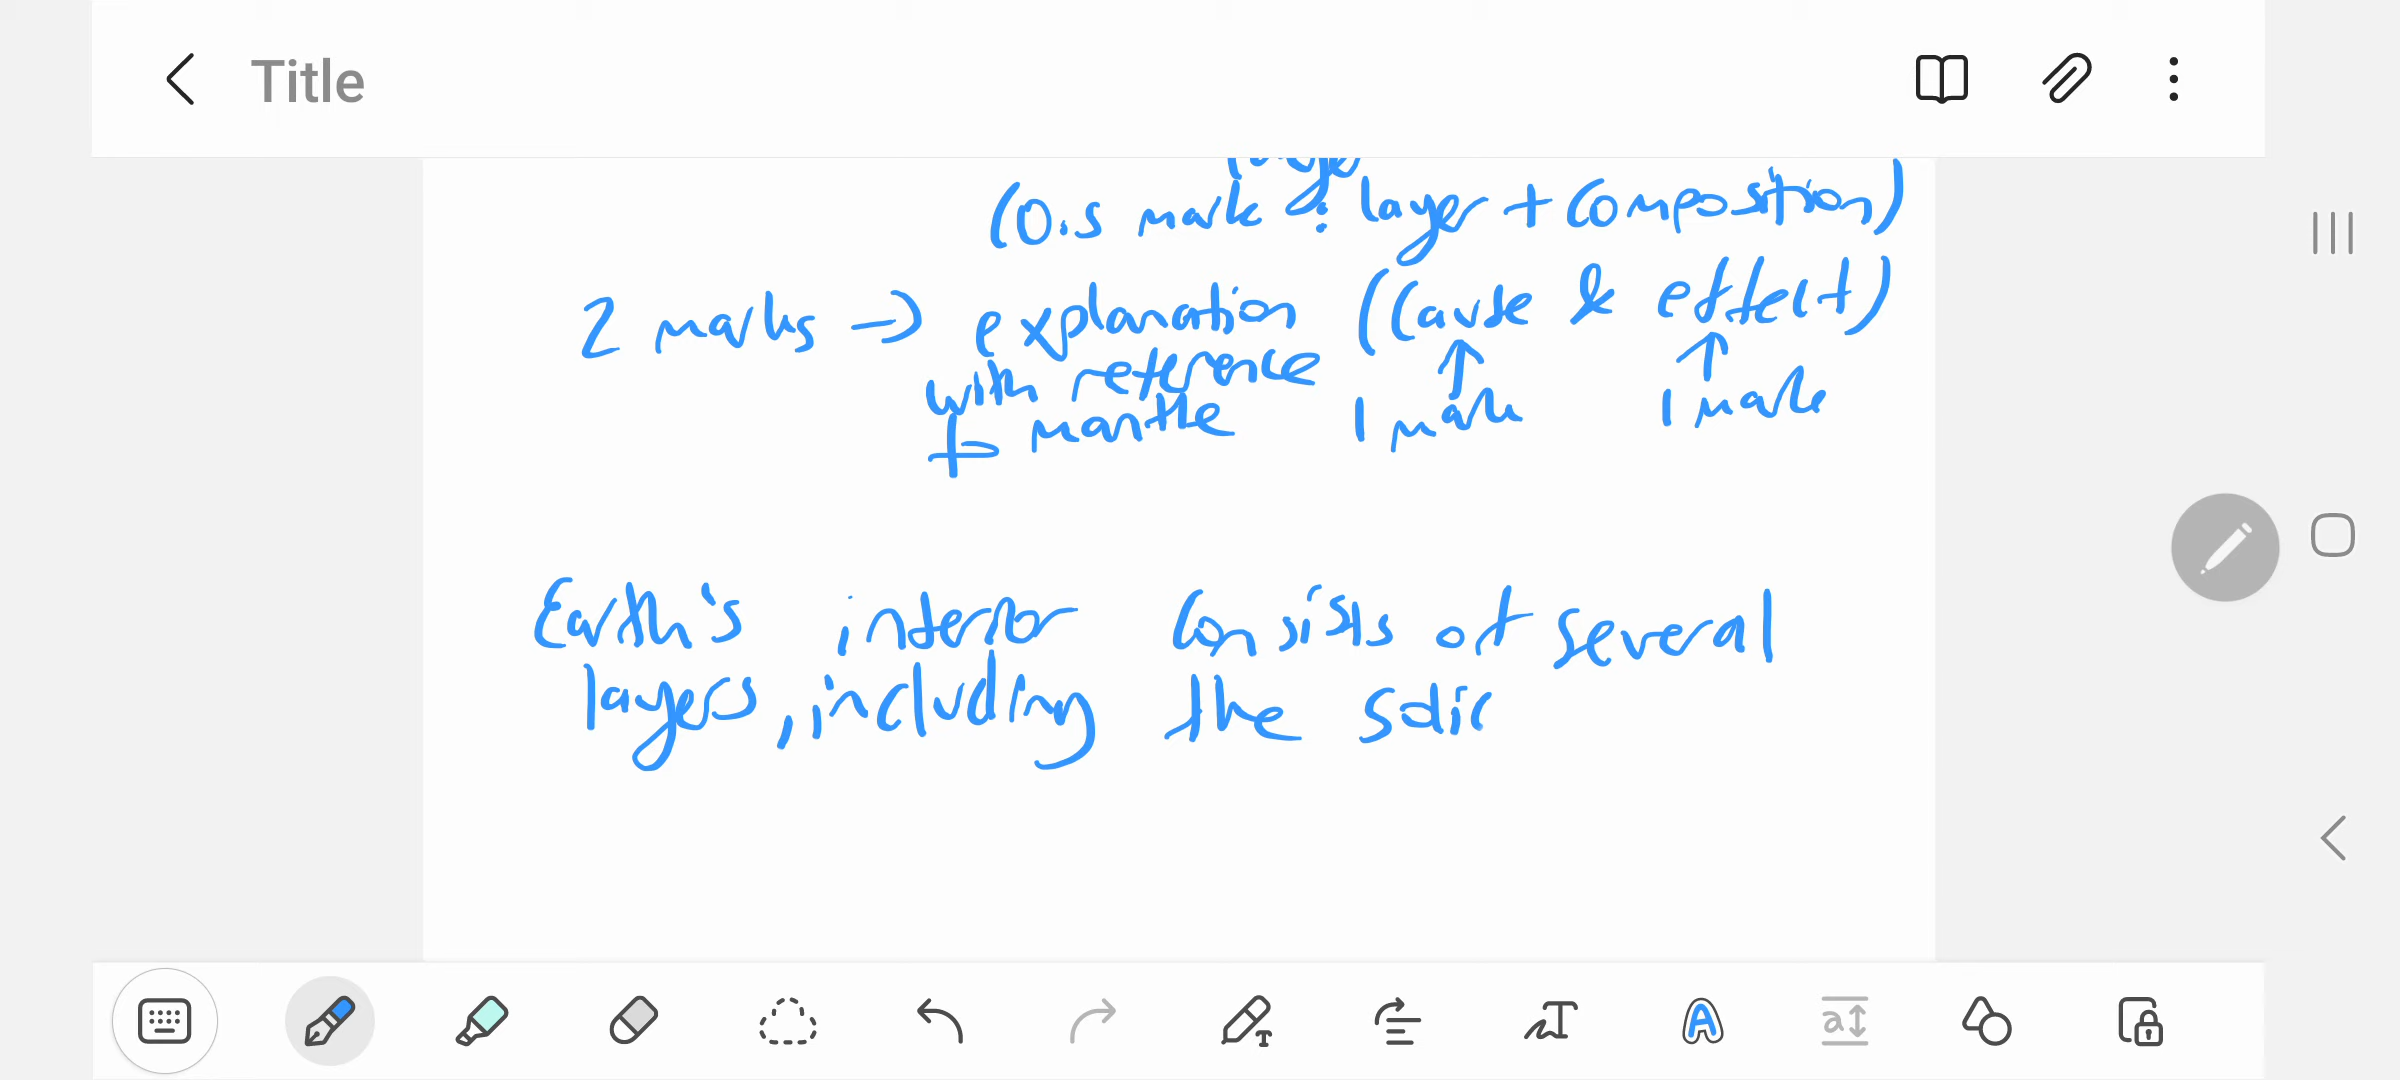 Title
(0.5 mark : layer + composition)
2 marks → explanation (cause & effect)
with reference
to mantle
1 mark
1 mark
Earth's interior consists of several
layers, including the solic